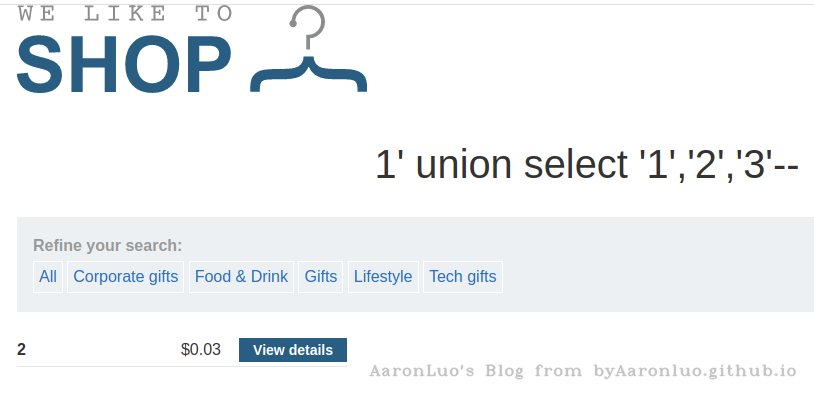 WE LIKE TO
SHOP
1' union select '1','2','3'--
Refine your search:
All Corporate gifts Food & Drink Gifts Lifestyle Tech gifts
2 $0.03 View details
AaronLuo's Blog from byAaronluo.github.io